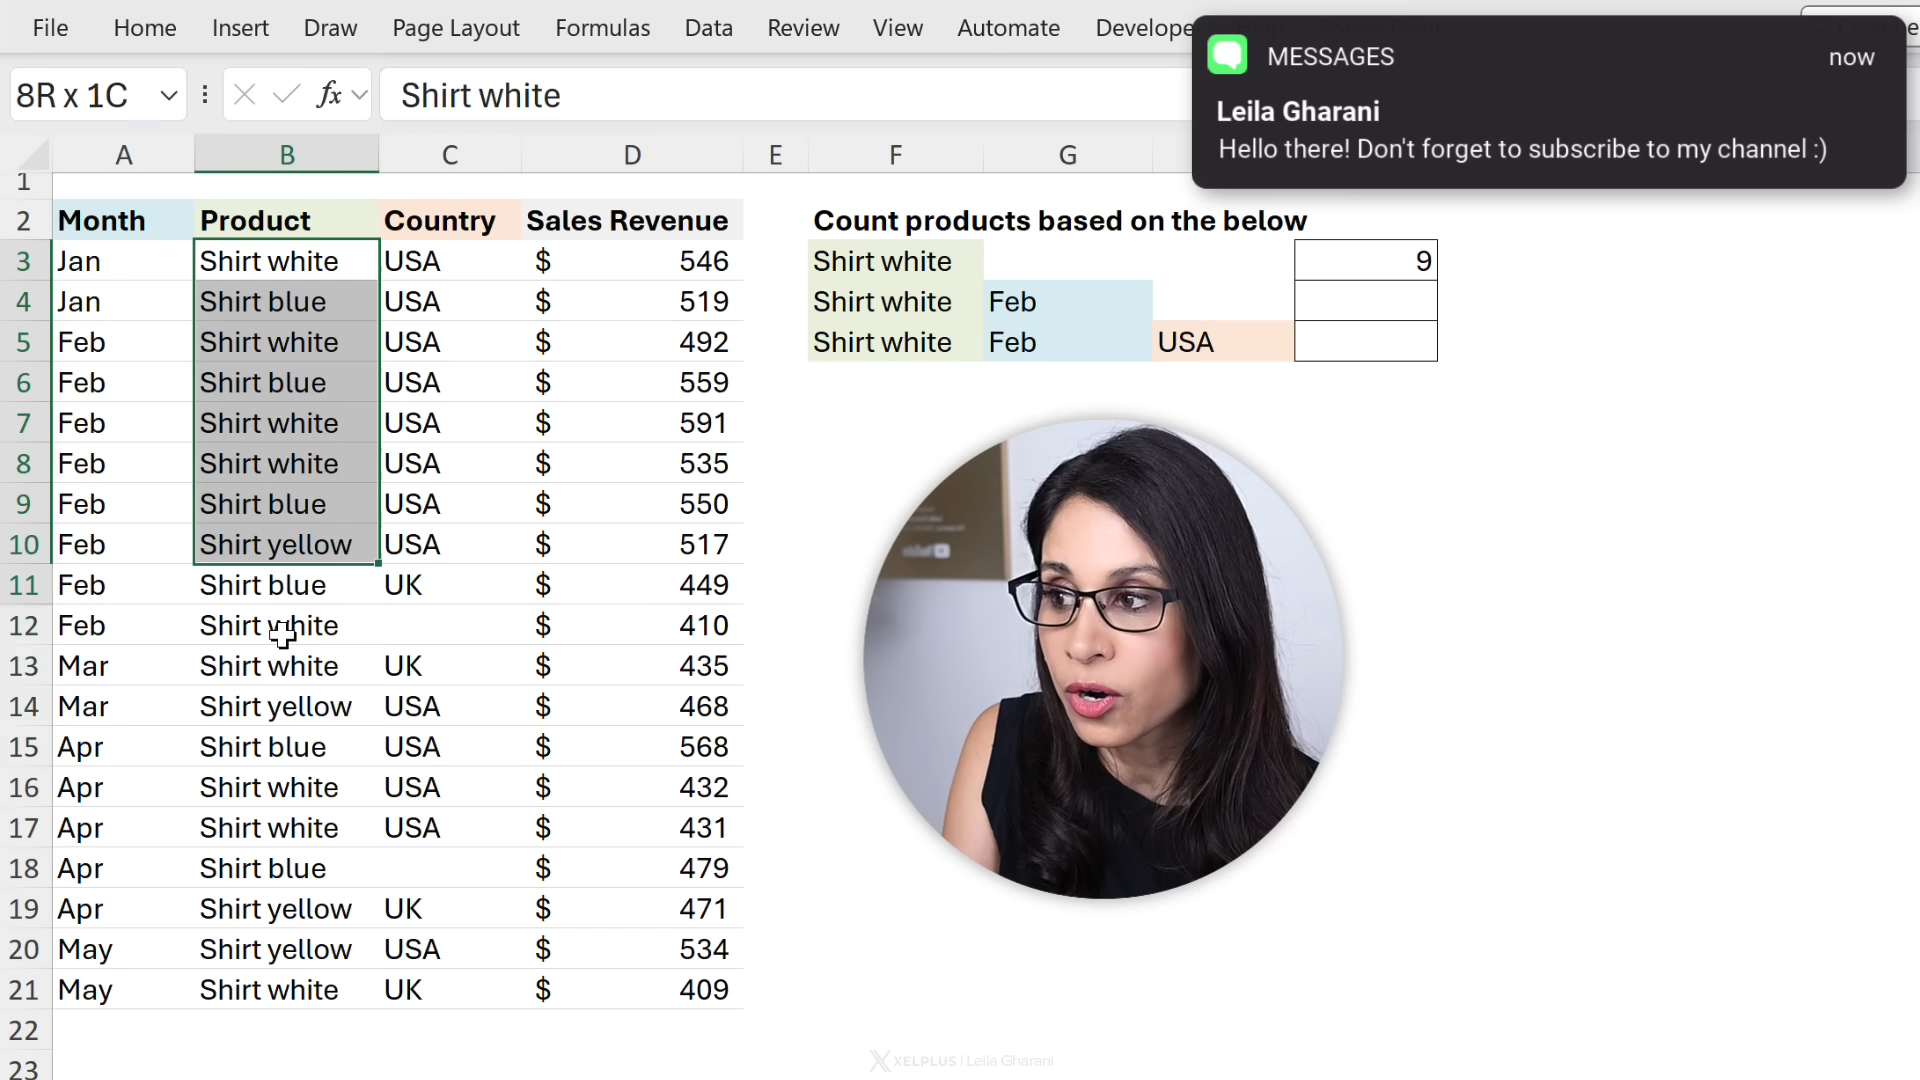 File Home Insert Draw Page Layout Formulas Data Review View Automate Develope
MESSAGES now
Leila Gharani
Hello there! Don't forget to subscribe to my channel :)
8R x 1C fx Shirt white
A B C D E F G
1
2 Month Product Country Sales Revenue Count products based on the below
3 Jan Shirt white USA $ 546 Shirt white 9
4 Jan Shirt blue USA $ 519 Shirt white Feb
5 Feb Shirt white USA $ 492 Shirt white Feb USA
6 Feb Shirt blue USA $ 559
7 Feb Shirt white USA $ 591
8 Feb Shirt white USA $ 535
9 Feb Shirt blue USA $ 550
10 Feb Shirt yellow USA $ 517
11 Feb Shirt blue UK $ 449
12 Feb Shirt white $ 410
13 Mar Shirt white UK $ 435
14 Mar Shirt yellow USA $ 468
15 Apr Shirt blue USA $ 568
16 Apr Shirt white USA $ 432
17 Apr Shirt white USA $ 431
18 Apr Shirt blue $ 479
19 Apr Shirt yellow UK $ 471
20 May Shirt yellow USA $ 534
21 May Shirt white UK $ 409
22
23
XELPLUS | Leila Gharani